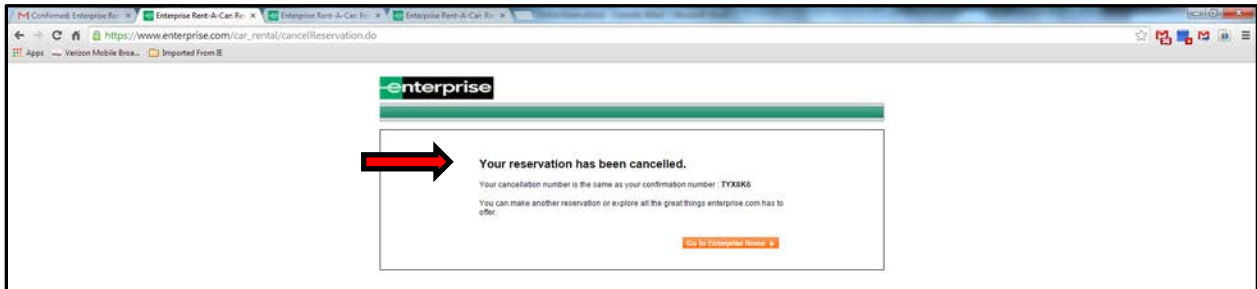 Confirmed: Enterprise Re
Enterprise Rent-A-Car: Re
Enterprise Rent-A-Car: Re
Enterprise Rent-A-Car: Re
https://www.enterprise.com/car_rental/cancelReservation.do
Apps Verizon Mobile Broa... Imported From IE
enterprise
Your reservation has been cancelled.
Your cancellation number is the same as your confirmation number :
You can make another reservation or explore all the great things enterprise.com has to
offer.
Go to Enterprise Home